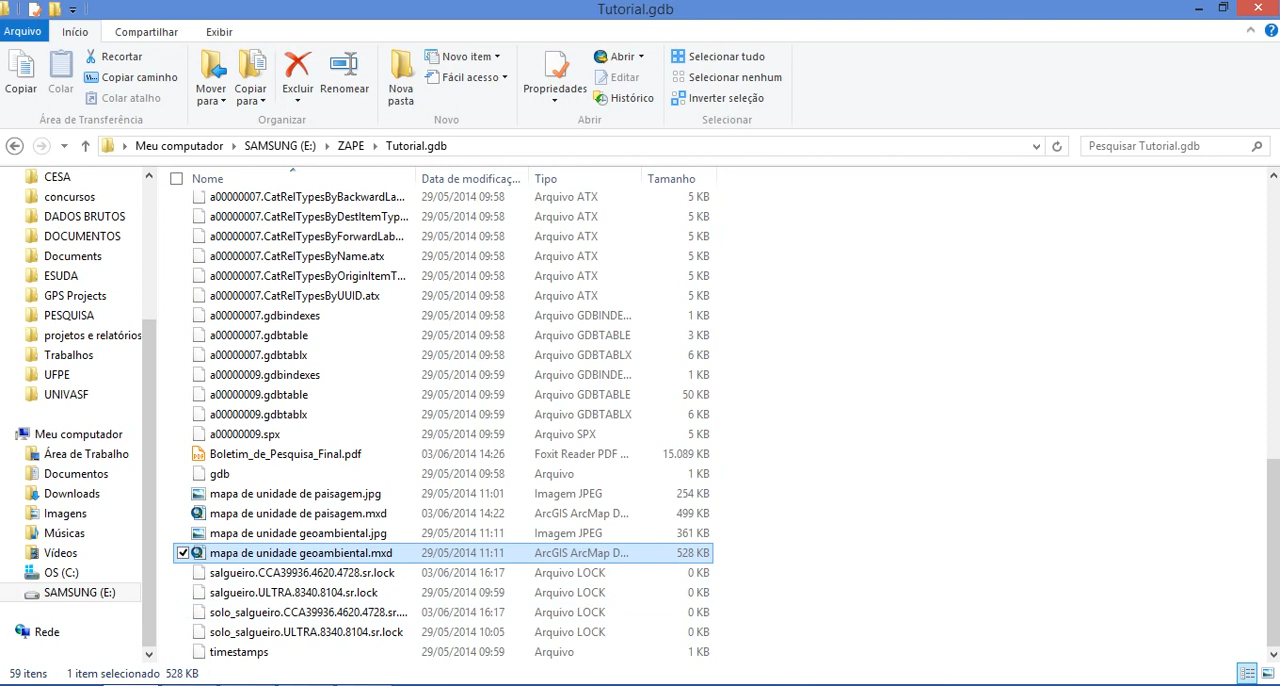 Tutorial.gdb
Arquivo Início Compartilhar Exibir
Copiar Colar Recortar Copiar caminho Colar atalho
Mover para Copiar para Excluir Renomear
Nova pasta Novo item Fácil acesso
Propriedades Abrir Editar Histórico
Selecionar tudo Selecionar nenhum Inverter seleção
Área de Transferência Organizar Novo Abrir Selecionar
Meu computador SAMSUNG (E:) ZAPE Tutorial.gdb Pesquisar Tutorial.gdb
CESA
concursos
DADOS BRUTOS
DOCUMENTOS
Documents
ESUDA
GPS Projects
PESQUISA
projetos e relatórios
Trabalhos
UFPE
UNIVASF
Meu computador
Área de Trabalho
Documentos
Downloads
Imagens
Músicas
Vídeos
OS (C:)
SAMSUNG (E:)
Rede
Nome Data de modificaç... Tipo Tamanho
a00000007.CatRelTypesByBackwardLa... 29/05/2014 09:58 Arquivo ATX 5 KB
a00000007.CatRelTypesByDestItemTyp... 29/05/2014 09:58 Arquivo ATX 5 KB
a00000007.CatRelTypesByForwardLab... 29/05/2014 09:58 Arquivo ATX 5 KB
a00000007.CatRelTypesByName.atx 29/05/2014 09:58 Arquivo ATX 5 KB
a00000007.CatRelTypesByOriginItemT... 29/05/2014 09:58 Arquivo ATX 5 KB
a00000007.CatRelTypesByUUID.atx 29/05/2014 09:58 Arquivo ATX 5 KB
a00000007.gdbindexes 29/05/2014 09:58 Arquivo GDBINDE... 1 KB
a00000007.gdbtable 29/05/2014 09:58 Arquivo GDBTABLE 3 KB
a00000007.gdbtablx 29/05/2014 09:58 Arquivo GDBTABLX 6 KB
a00000009.gdbindexes 29/05/2014 09:59 Arquivo GDBINDE... 1 KB
a00000009.gdbtable 29/05/2014 09:59 Arquivo GDBTABLE 50 KB
a00000009.gdbtablx 29/05/2014 09:59 Arquivo GDBTABLX 6 KB
a00000009.spx 29/05/2014 09:59 Arquivo SPX 5 KB
Boletim_de_Pesquisa_Final.pdf 03/06/2014 14:26 Foxit Reader PDF ... 15.089 KB
gdb 29/05/2014 09:58 Arquivo 1 KB
mapa de unidade de paisagem.jpg 29/05/2014 11:01 Imagem JPEG 254 KB
mapa de unidade de paisagem.mxd 03/06/2014 14:22 ArcGIS ArcMap D... 499 KB
mapa de unidade geoambiental.jpg 29/05/2014 11:11 Imagem JPEG 361 KB
mapa de unidade geoambiental.mxd 29/05/2014 11:11 ArcGIS ArcMap D... 528 KB
salgueiro.CCA39936.4620.4728.sr.lock 03/06/2014 16:17 Arquivo LOCK 0 KB
salgueiro.ULTRA.8340.8104.sr.lock 29/05/2014 09:59 Arquivo LOCK 0 KB
solo_salgueiro.CCA39936.4620.4728.sr.... 03/06/2014 16:17 Arquivo LOCK 0 KB
solo_salgueiro.ULTRA.8340.8104.sr.lock 29/05/2014 10:05 Arquivo LOCK 0 KB
timestamps 29/05/2014 09:59 Arquivo 1 KB
59 itens 1 item selecionado 528 KB